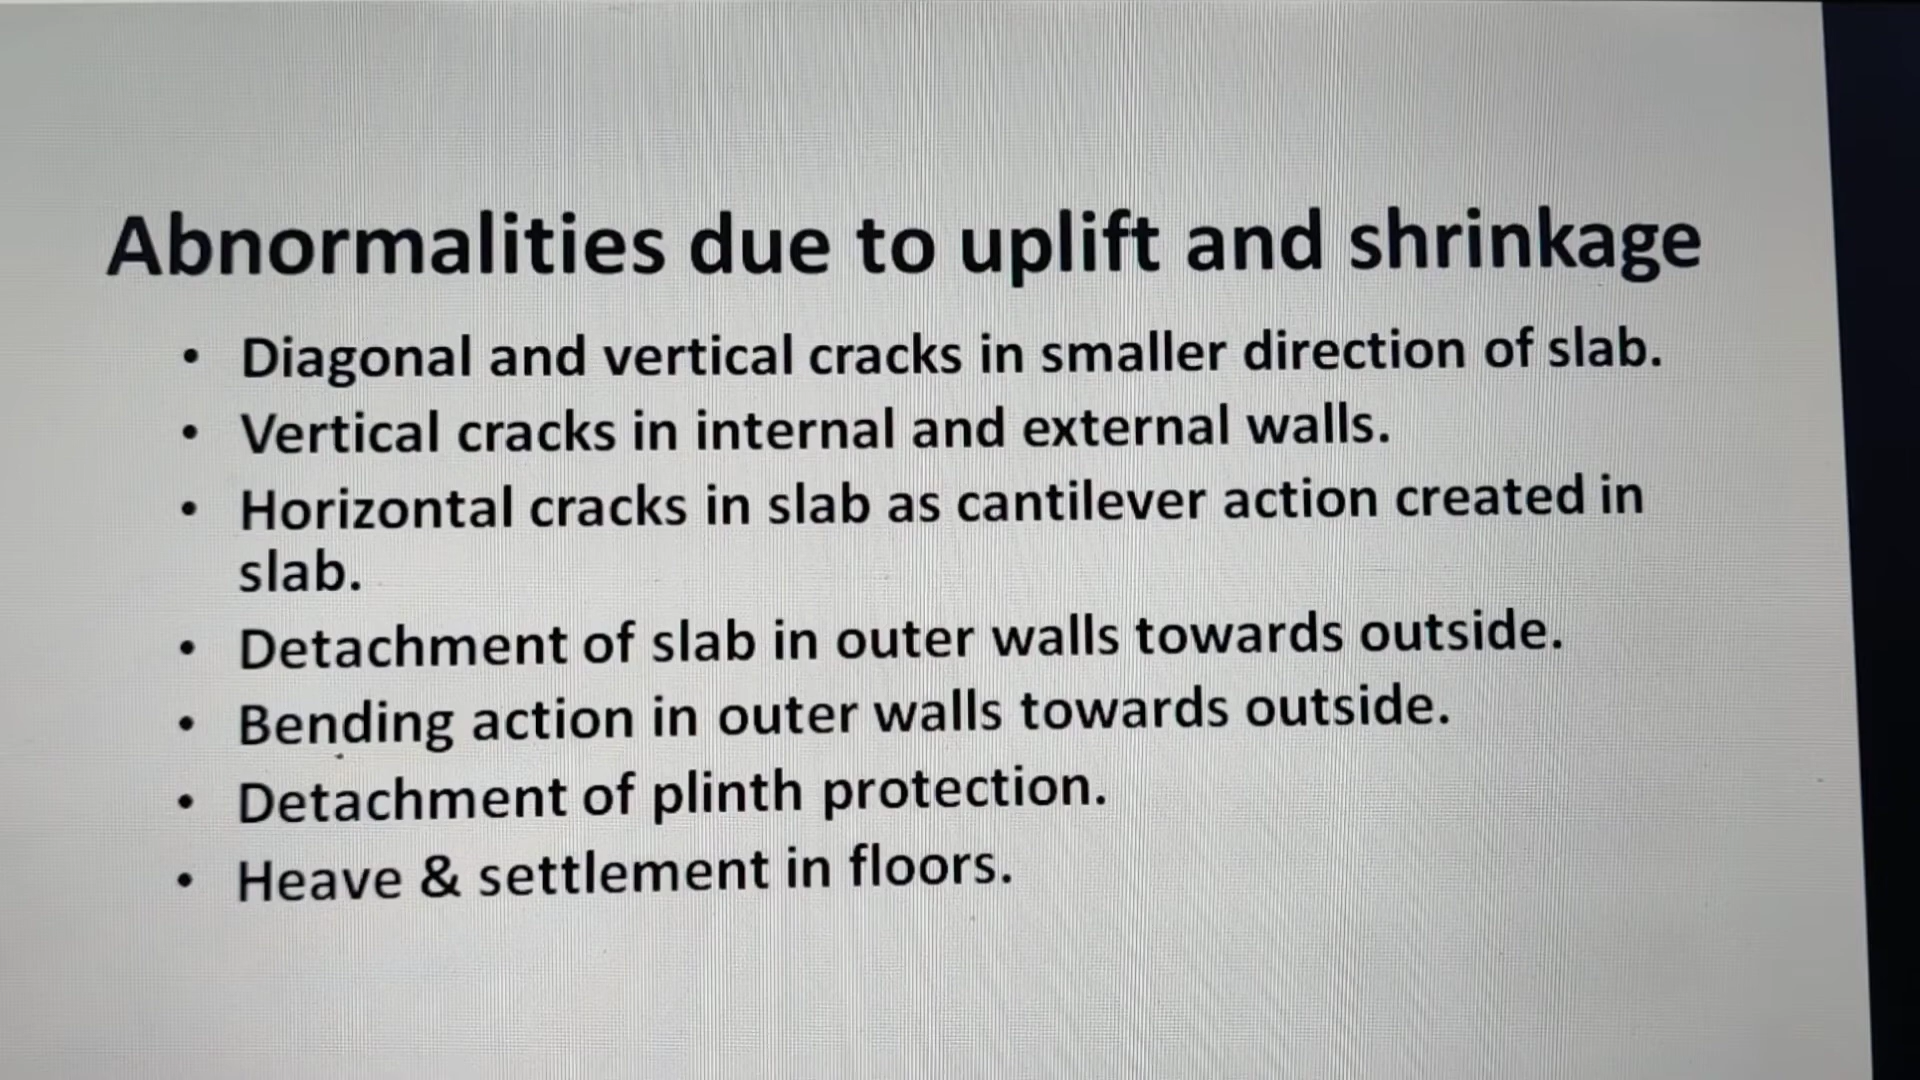 Abnormalities due to uplift and shrinkage
• Diagonal and vertical cracks in smaller direction of slab.
• Vertical cracks in internal and external walls.
• Horizontal cracks in slab as cantilever action created in
slab.
• Detachment of slab in outer walls towards outside.
• Bending action in outer walls towards outside.
• Detachment of plinth protection.
• Heave & settlement in floors.